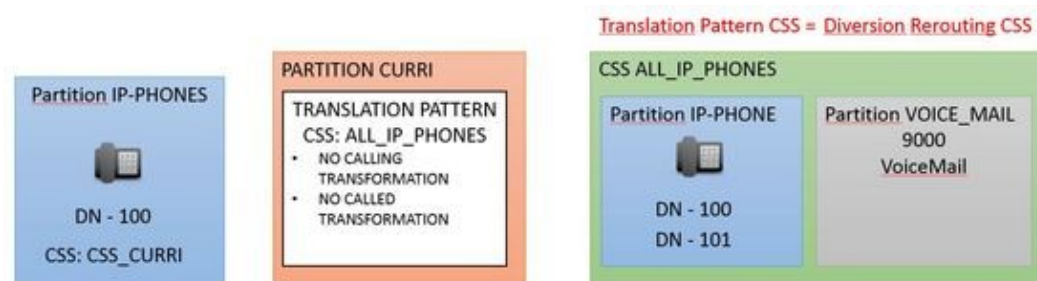 Translation Pattern CSS = Diversion Rerouting CSS
Partition IP-PHONES
DN - 100
CSS: CSS_CURRI
PARTITION CURRI
TRANSLATION PATTERN
CSS: ALL_IP_PHONES
• NO CALLING
TRANSFORMATION
• NO CALLED
TRANSFORMATION
CSS ALL_IP_PHONES
Partition IP-PHONE
DN - 100
DN - 101
Partition VOICE_MAIL
9000
VoiceMail